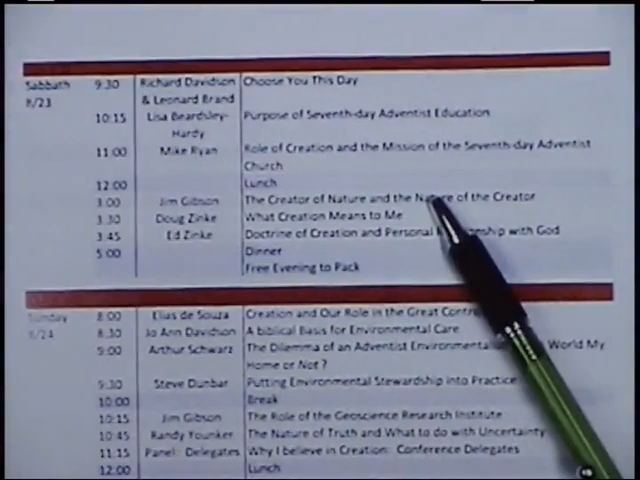 Sabbath 9:30 Richard Davidson Choose You This Day
8/23 & Leonard Brand
10:15 Lisa Beardsley- Purpose of Seventh-day Adventist Education
Hardy
11:00 Mike Ryan Role of Creation and the Mission of the Seventh-day Adventist
Church
12:00 Lunch
3:00 Jim Gibson The Creator of Nature and the Nature of the Creator
3:30 Doug Zinke What Creation Means to Me
3:45 Ed Zinke Doctrine of Creation and Personal with God
5:00 Dinner
Free Evening to Pack
Sunday 8:00 Elias de Souza Creation and Our Role in the Great
8/24 8:30 Jo Ann Davidson A biblical Basis for Environmental Care
9:00 Arthur Schwarz The Dilemma of an Adventist World My
Home or Not ?
9:30 Steve Dunbar Putting Environmental Stewardship into Practice
10:00 Break
10:15 Jim Gibson The Role of the Geoscience Research Institute
10:45 Randy Younker The Nature of Truth and What to do with Uncertainty
11:15 Panel: Delegates Why I believe in Creation: Conference Delegates
12:00 Lunch